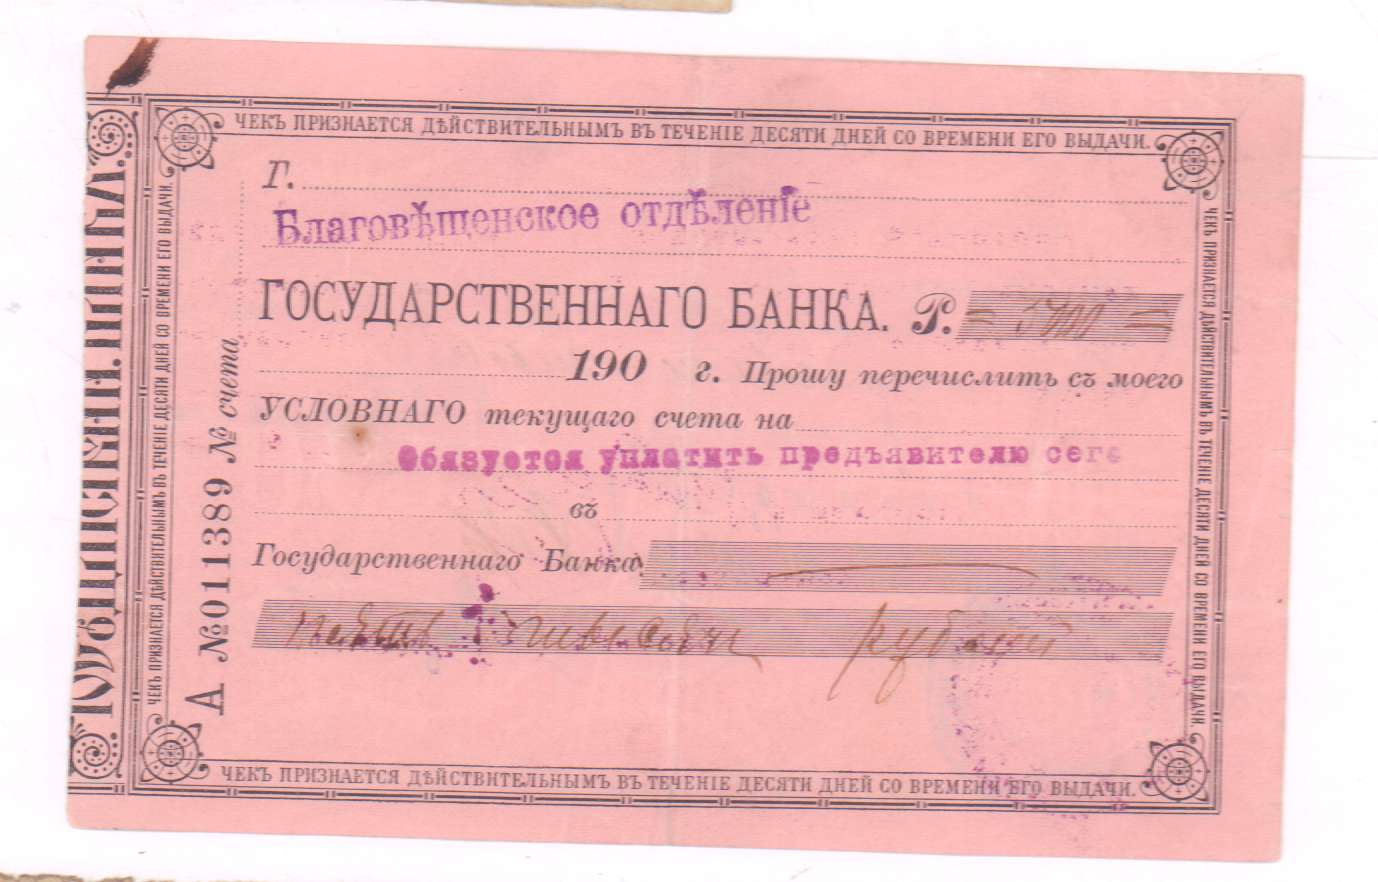 ЧЕКЪ ПРИЗНАЕТСЯ ДѢЙСТВИТЕЛЬНЫМЪ ВЪ ТЕЧЕНІЕ ДЕСЯТИ ДНЕЙ СО ВРЕМЕНИ ЕГО ВЫДАЧИ.
Г.
Благовѣщенское отдѣленіе
ГОСУДАРСТВЕННАГО БАНКА. Р.
190 г. Прошу перечислить съ моего
УСЛОВНАГО текущаго счета на
Обязуется уплатить предъявителю сего
въ
Государственнаго Банка
рублей
ЧЕКЪ ПРИЗНАЕТСЯ ДѢЙСТВИТЕЛЬНЫМЪ ВЪ ТЕЧЕНІЕ ДЕСЯТИ ДНЕЙ СО ВРЕМЕНИ ЕГО ВЫДАЧИ.
А №011389 № счета
ЧЕКЪ ПРИЗНАЕТСЯ ДѢЙСТВИТЕЛЬНЫМЪ ВЪ ТЕЧЕНІЕ ДЕСЯТИ ДНЕЙ СО ВРЕМЕНИ ЕГО ВЫДАЧИ.
ЧЕКЪ ПРИЗНАЕТСЯ ДѢЙСТВИТЕЛЬНЫМЪ ВЪ ТЕЧЕНІЕ ДЕСЯТИ ДНЕЙ СО ВРЕМЕНИ ЕГО ВЫДАЧИ.